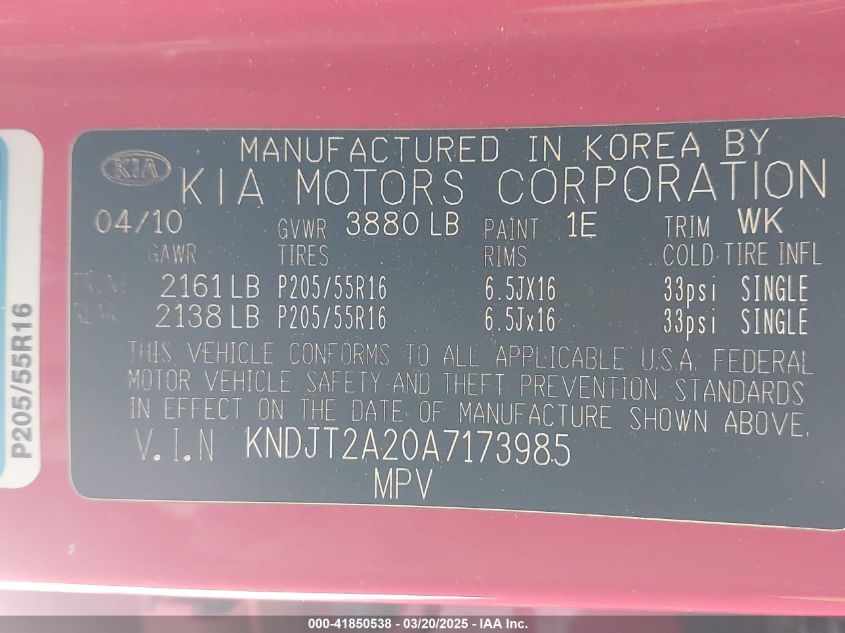 MANUFACTURED IN KOREA BY
KIA KIA MOTORS CORPORATION
04/10 GVWR 3880 LB PAINT 1E TRIM WK
GAWR TIRES RIMS COLD TIRE INFL
FRONT 2161 LB P205/55R16 6.5JX16 33psi SINGLE
REAR 2138 LB P205/55R16 6.5Jx16 33psi SINGLE
THIS VEHICLE CONFORMS TO ALL APPLICABLE U.S.A. FEDERAL
MOTOR VEHICLE SAFETY AND THEFT PREVENTION STANDARDS
IN EFFECT ON THE DATE OF MANUFACTURE SHOWN ABOVE.
V.I.N KNDJT2A20A7173985
MPV
P205/55R16
000-41850538 - 03/20/2025 - IAA Inc.